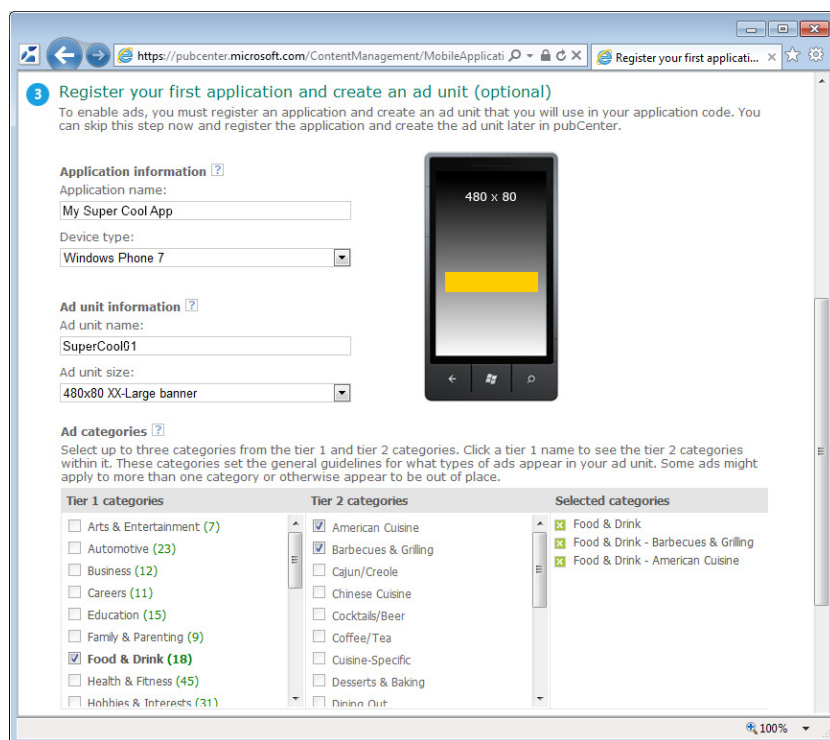 https://pubcenter.microsoft.com/ContentManagement/MobileApplicati
Register your first applicati...
3 Register your first application and create an ad unit (optional)
To enable ads, you must register an application and create an ad unit that you will use in your application code. You
can skip this step now and register the application and create the ad unit later in pubCenter.
Application information ?
Application name:
My Super Cool App
Device type:
Windows Phone 7
480 x 80
Ad unit information ?
Ad unit name:
SuperCool01
Ad unit size:
480x80 XX-Large banner
Ad categories ?
Select up to three categories from the tier 1 and tier 2 categories. Click a tier 1 name to see the tier 2 categories
within it. These categories set the general guidelines for what types of ads appear in your ad unit. Some ads might
apply to more than one category or otherwise appear to be out of place.
Tier 1 categories
Arts & Entertainment (7)
Automotive (23)
Business (12)
Careers (11)
Education (15)
Family & Parenting (9)
Food & Drink (18)
Health & Fitness (45)
Hobbies & Interests (31)
Tier 2 categories
American Cuisine
Barbecues & Grilling
Cajun/Creole
Chinese Cuisine
Cocktails/Beer
Coffee/Tea
Cuisine-Specific
Desserts & Baking
Dining Out
Selected categories
Food & Drink
Food & Drink - Barbecues & Grilling
Food & Drink - American Cuisine
100%